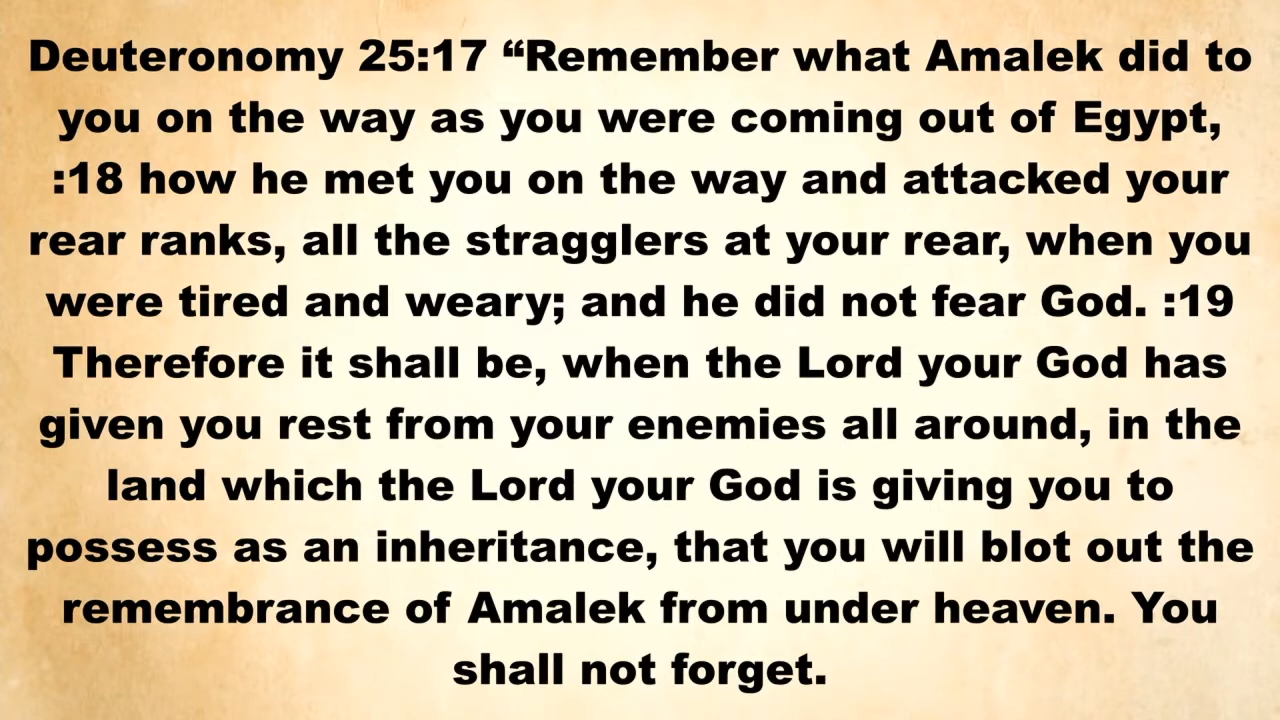 Deuteronomy 25:17 “Remember what Amalek did to
you on the way as you were coming out of Egypt,
:18 how he met you on the way and attacked your
rear ranks, all the stragglers at your rear, when you
were tired and weary; and he did not fear God. :19
Therefore it shall be, when the Lord your God has
given you rest from your enemies all around, in the
land which the Lord your God is giving you to
possess as an inheritance, that you will blot out the
remembrance of Amalek from under heaven. You
shall not forget.